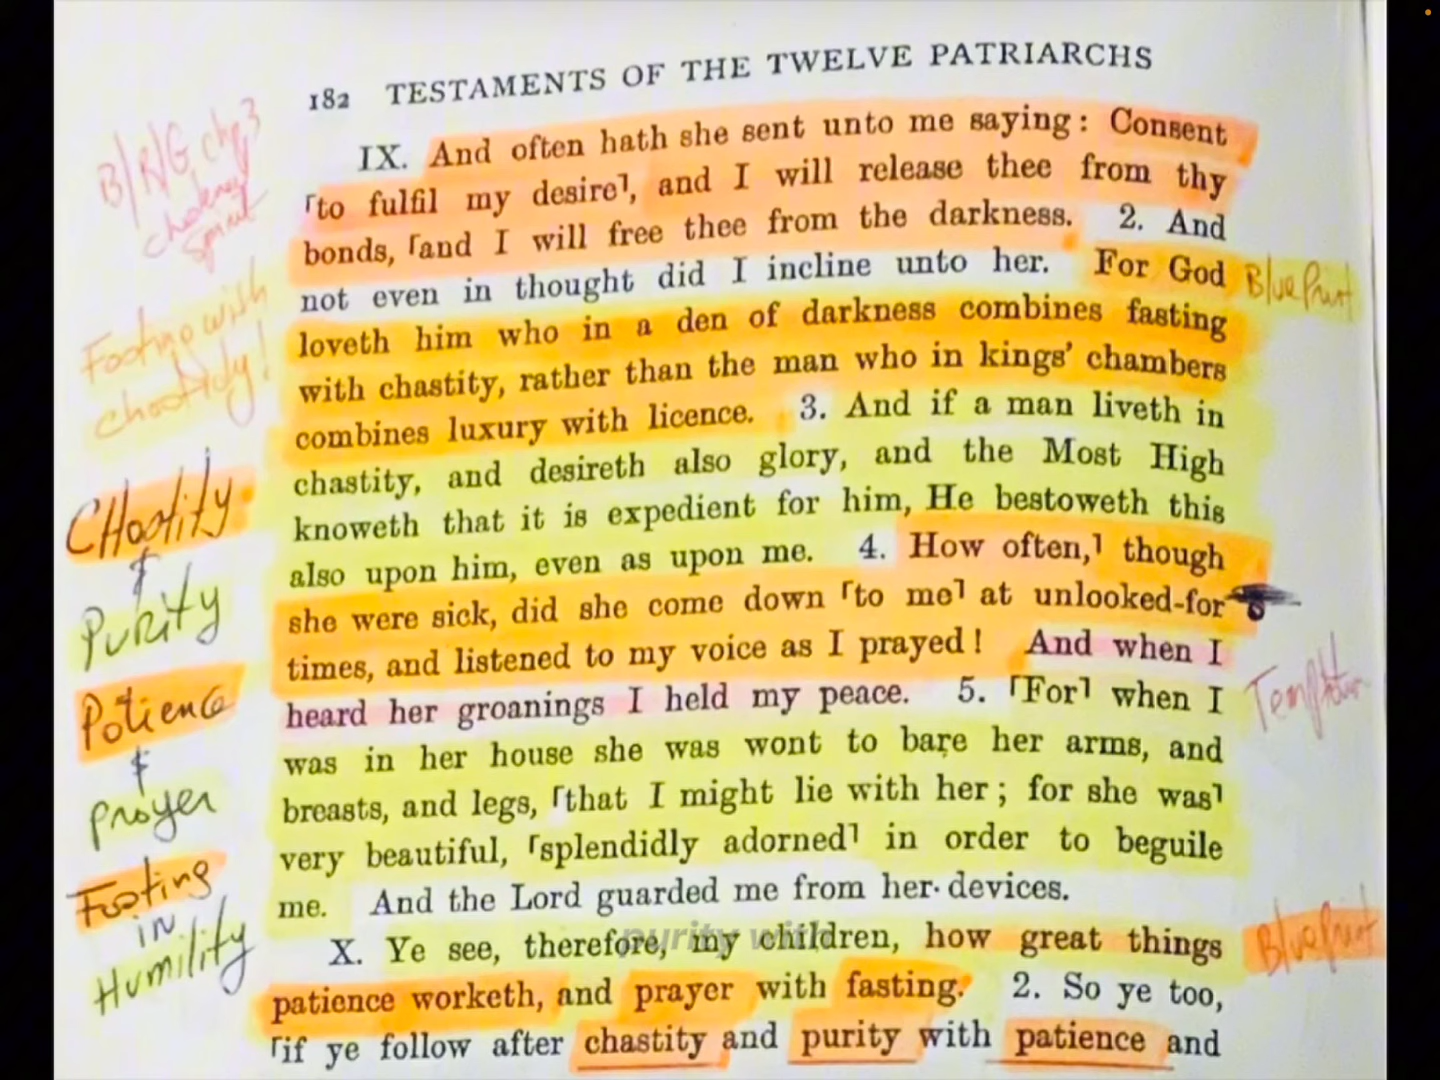 182 TESTAMENTS OF THE TWELVE PATRIARCHS
IX. And often hath she sent unto me saying: Consent
⸢to fulfil my desire⸣, and I will release thee from thy
bonds, ⸢and I will free thee from the darkness. 2. And
not even in thought did I incline unto her. For God
loveth him who in a den of darkness combines fasting
with chastity, rather than the man who in kings' chambers
combines luxury with licence. 3. And if a man liveth in
chastity, and desireth also glory, and the Most High
knoweth that it is expedient for him, He bestoweth this
also upon him, even as upon me. 4. How often,⸣ though
she were sick, did she come down ⸢to me⸣ at unlooked-for
times, and listened to my voice as I prayed! And when I
heard her groanings I held my peace. 5. ⸢For⸣ when I
was in her house she was wont to bare her arms, and
breasts, and legs, ⸢that I might lie with her; for she was⸣
very beautiful, ⸢splendidly adorned⸣ in order to beguile
me. And the Lord guarded me from her devices.
X. Ye see, therefore, my children, how great things
patience worketh, and prayer with fasting. 2. So ye too,
⸢if ye follow after chastity and purity with patience and
B/R/G chp 3
spirit
Fasting with
chastity!
CHastity
&
Purity
Patience
&
prayer
Fasting
in
Humility
BluePrint
Temptation
BluePrint
purity with